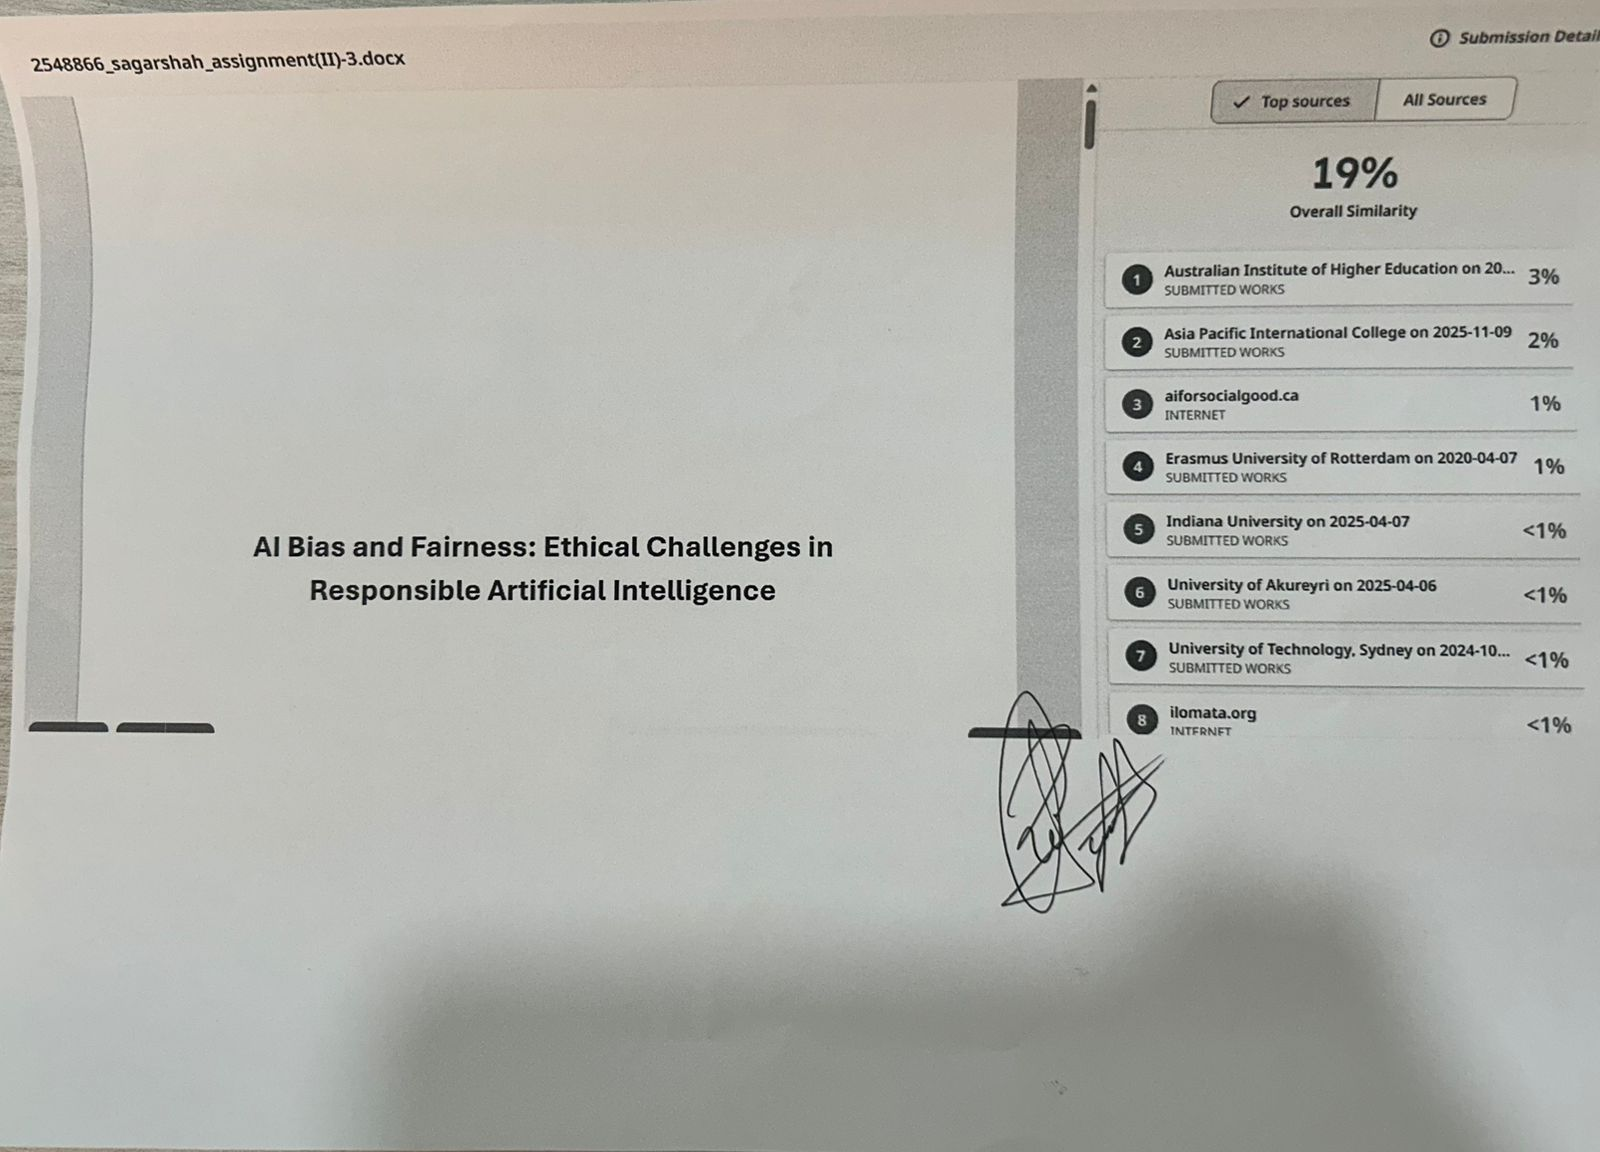 2548866_sagarshah_assignment(II)-3.docx
Submission Detail
Top sources
All Sources
19%
Overall Similarity
1 Australian Institute of Higher Education on 20... 3%
SUBMITTED WORKS
2 Asia Pacific International College on 2025-11-09 2%
SUBMITTED WORKS
3 aiforsocialgood.ca 1%
INTERNET
4 Erasmus University of Rotterdam on 2020-04-07 1%
SUBMITTED WORKS
5 Indiana University on 2025-04-07 <1%
SUBMITTED WORKS
6 University of Akureyri on 2025-04-06 <1%
SUBMITTED WORKS
7 University of Technology, Sydney on 2024-10... <1%
SUBMITTED WORKS
8 ilomata.org <1%
INTERNET
AI Bias and Fairness: Ethical Challenges in
Responsible Artificial Intelligence